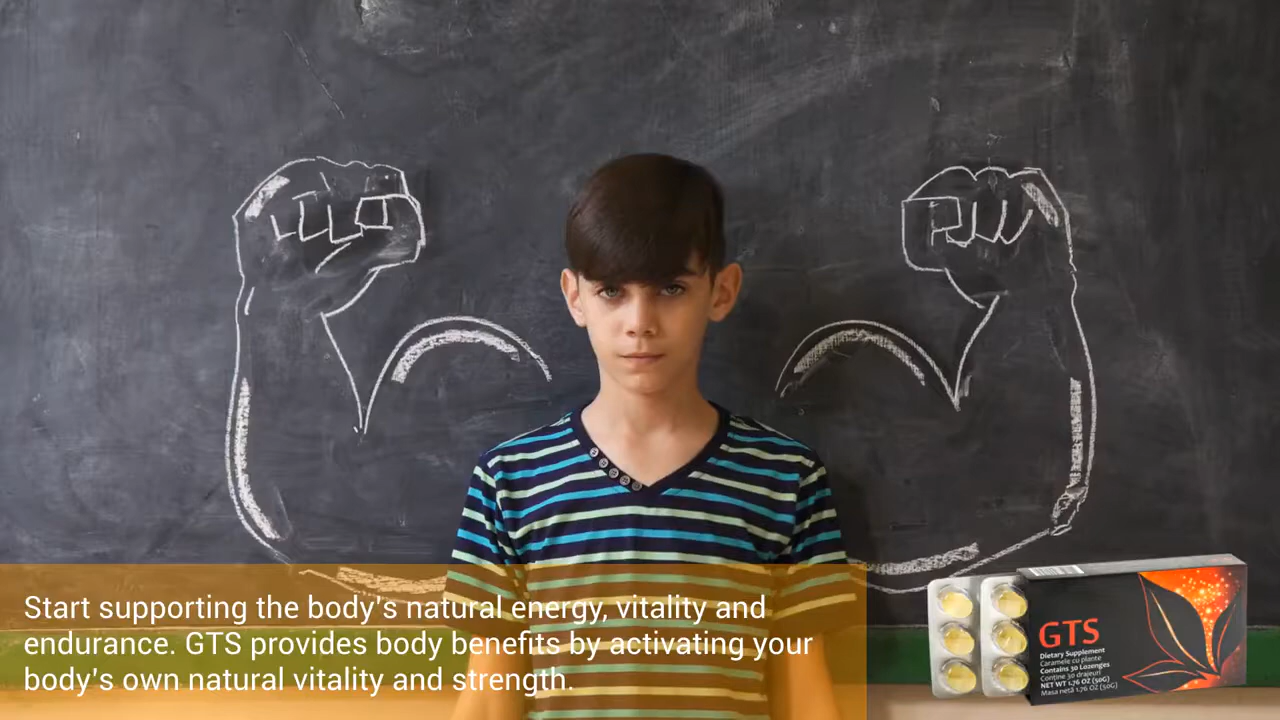 Start supporting the body's natural energy, vitality and
endurance. GTS provides body benefits by activating your
body's own natural vitality and strength.
GTS
Dietary Supplement
Caramele cu plante
Contains 30 Lozenges
Conține 30 drajeuri
NET WT 1.76 OZ (50G)
Masa netă 1.76 OZ (50G)